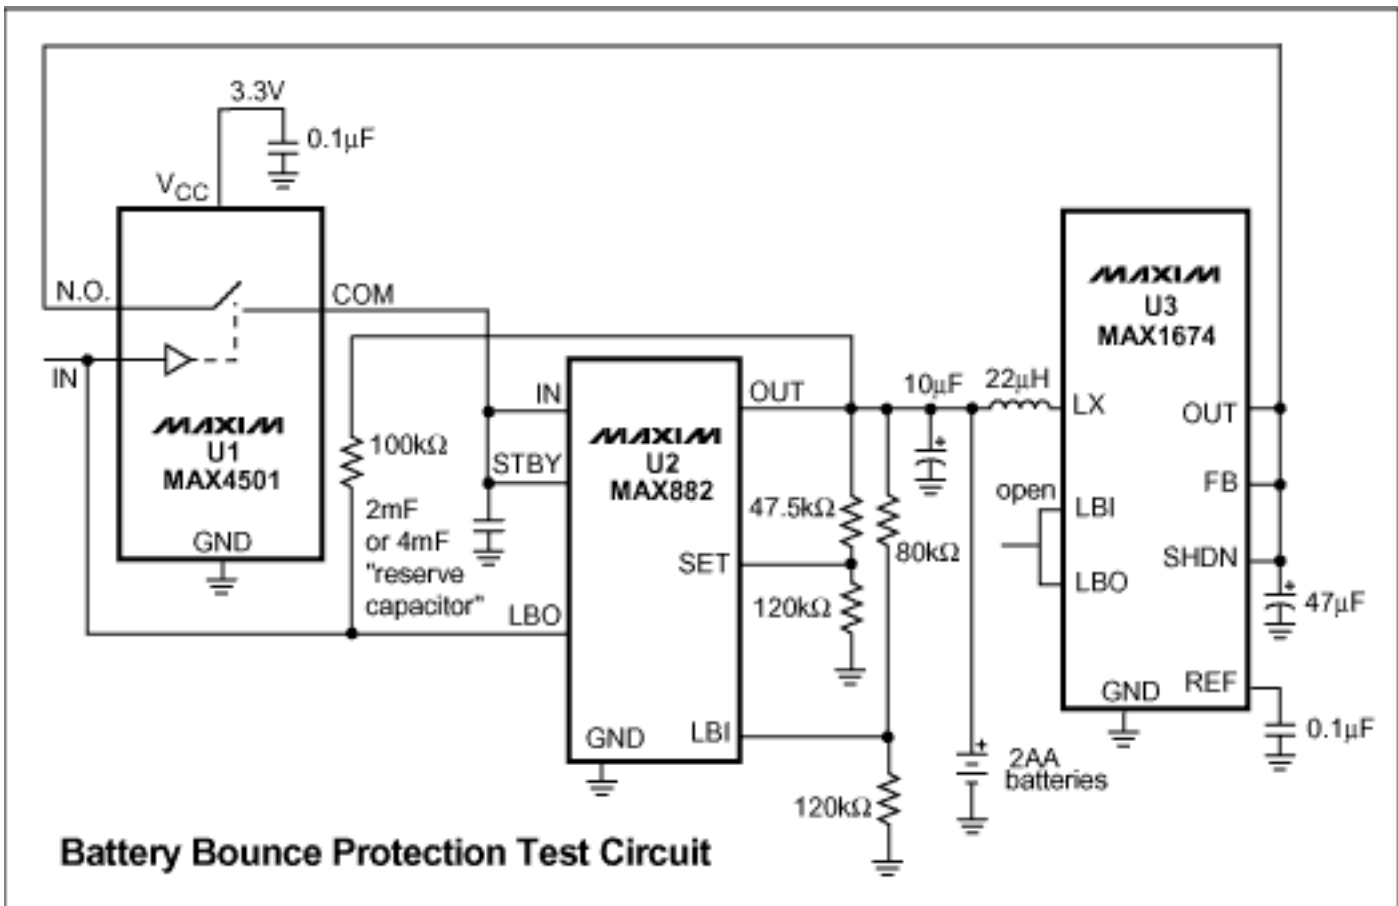 3.3V
0.1µF
VCC
N.O.
COM
IN
MAXIM
U1
MAX4501
GND
100kΩ
2mF
or 4mF
"reserve
capacitor"
IN
STBY
LBO
MAXIM
U2
MAX882
GND
OUT
SET
LBI
47.5kΩ
120kΩ
80kΩ
120kΩ
10µF
+
22µH
+
2AA
batteries
open
MAXIM
U3
MAX1674
LX
LBI
LBO
GND
OUT
FB
SHDN
REF
+
47µF
0.1µF
Battery Bounce Protection Test Circuit